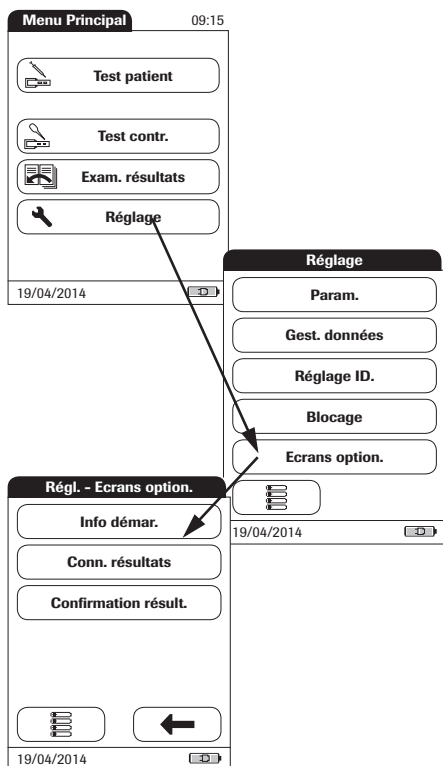 Menu Principal 09:15
Test patient
Test contr.
Exam. résultats
Réglage
19/04/2014
Réglage
Param.
Gest. données
Réglage ID.
Blocage
Ecrans option.
19/04/2014
Régl. - Ecrans option.
Info démar.
Conn. résultats
Confirmation résult.
19/04/2014